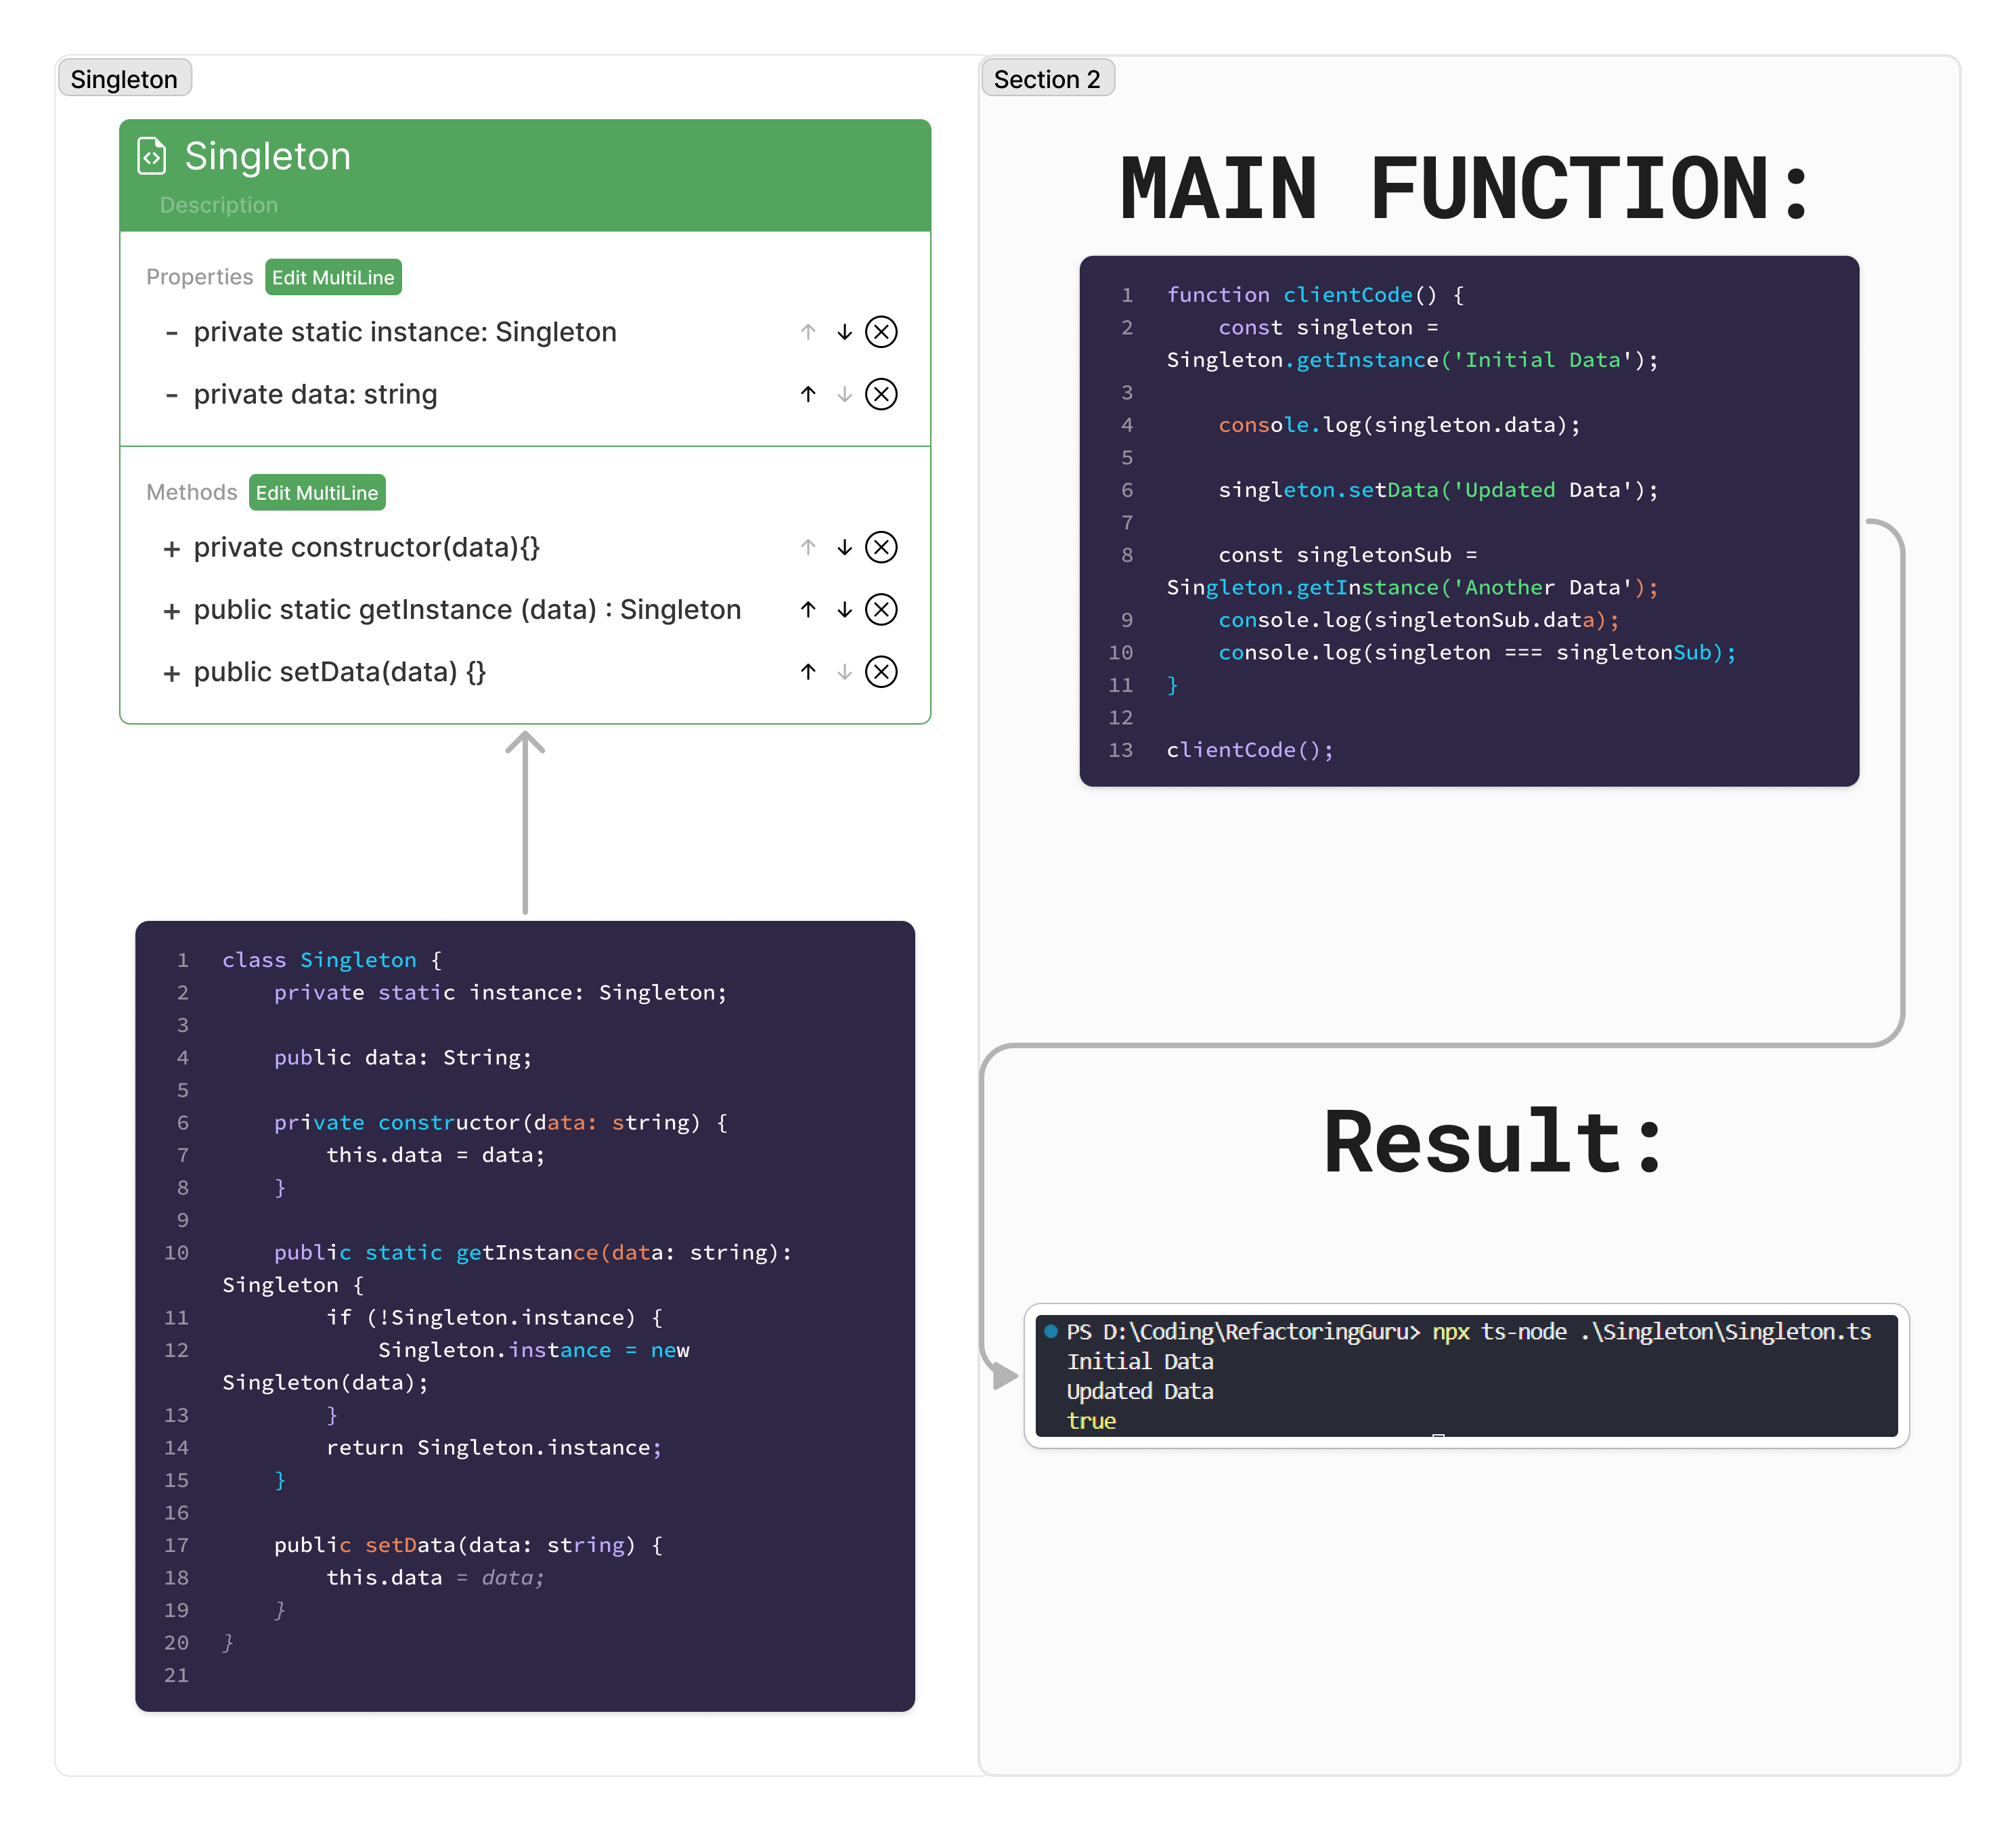 Singleton
Singleton
Description
Properties Edit MultiLine
- private static instance: Singleton
- private data: string
Methods Edit MultiLine
+ private constructor(data){}
+ public static getInstance (data) : Singleton
+ public setData(data) {}
1 class Singleton {
2 private static instance: Singleton;
3
4 public data: String;
5
6 private constructor(data: string) {
7 this.data = data;
8 }
9
10 public static getInstance(data: string):
Singleton {
11 if (!Singleton.instance) {
12 Singleton.instance = new
Singleton(data);
13 }
14 return Singleton.instance;
15 }
16
17 public setData(data: string) {
18 this.data = data;
19 }
20 }
21
Section 2
MAIN FUNCTION:
1 function clientCode() {
2 const singleton =
Singleton.getInstance('Initial Data');
3
4 console.log(singleton.data);
5
6 singleton.setData('Updated Data');
7
8 const singletonSub =
Singleton.getInstance('Another Data');
9 console.log(singletonSub.data);
10 console.log(singleton === singletonSub);
11 }
12
13 clientCode();
Result:
PS D:\Coding\RefactoringGuru> npx ts-node .\Singleton\Singleton.ts
Initial Data
Updated Data
true